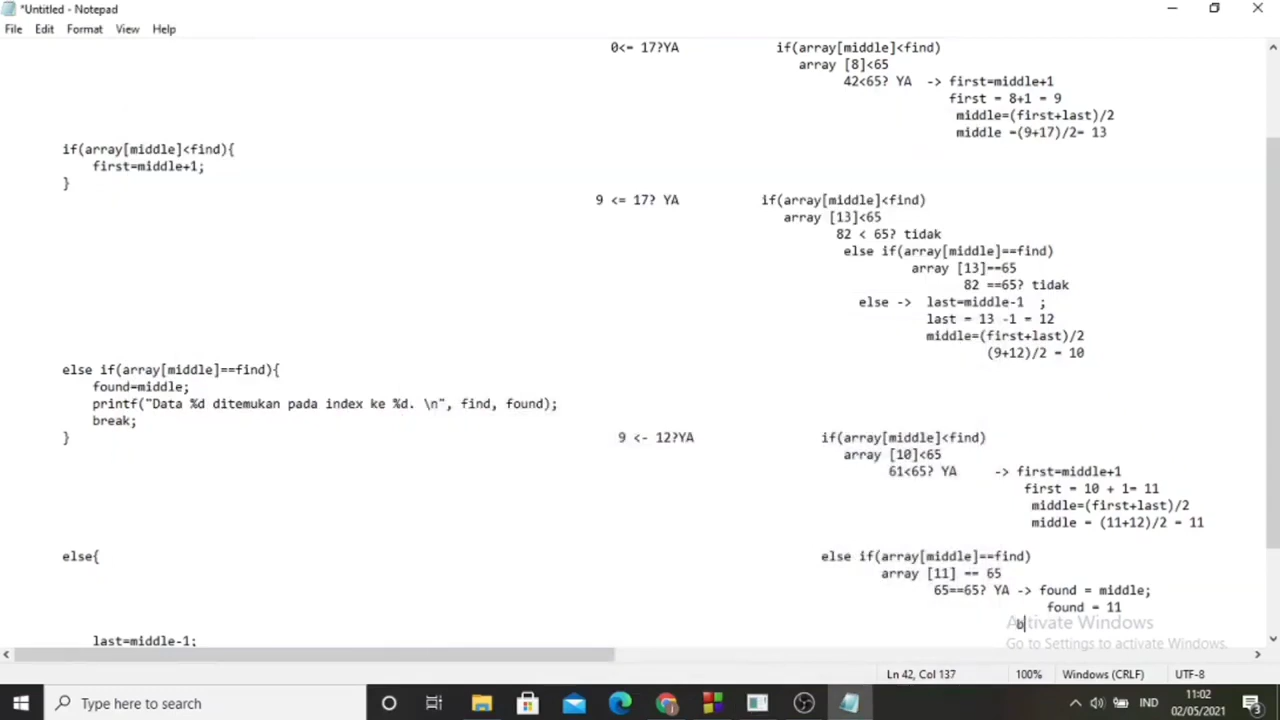 *Untitled - Notepad
File Edit Format View Help
0<= 17?YA if(array[middle]<find)
array [8]<65
42<65? YA -> first=middle+1
first = 8+1 = 9
middle=(first+last)/2
middle =(9+17)/2= 13
if(array[middle]<find){
first=middle+1;
}
9 <= 17? YA if(array[middle]<find)
array [13]<65
82 < 65? tidak
else if(array[middle]==find)
array [13]==65
82 ==65? tidak
else -> last=middle-1 ;
last = 13 -1 = 12
middle=(first+last)/2
(9+12)/2 = 10
else if(array[middle]==find){
found=middle;
printf("Data %d ditemukan pada index ke %d. \n", find, found);
break;
}
9 <- 12?YA if(array[middle]<find)
array [10]<65
61<65? YA -> first=middle+1
first = 10 + 1= 11
middle=(first+last)/2
middle = (11+12)/2 = 11
else{ else if(array[middle]==find)
array [11] == 65
65==65? YA -> found = middle;
found = 11
b
Activate Windows
Go to Settings to activate Windows.
last=middle-1;
Ln 42, Col 137 100% Windows (CRLF) UTF-8
Type here to search
IND
11:02
02/05/2021
3